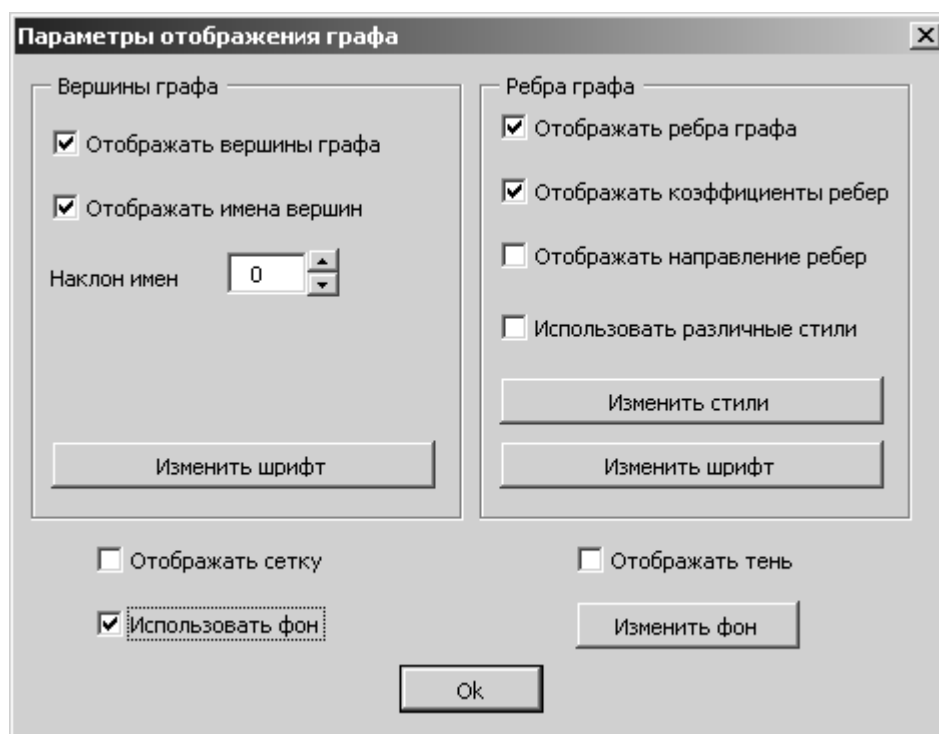 Параметры отображения графа
Вершины графа
Отображать вершины графа
Отображать имена вершин
Наклон имен 0
Изменить шрифт
Ребра графа
Отображать ребра графа
Отображать коэффициенты ребер
Отображать направление ребер
Использовать различные стили
Изменить стили
Изменить шрифт
Отображать сетку
Отображать тень
Использовать фон
Изменить фон
Ok